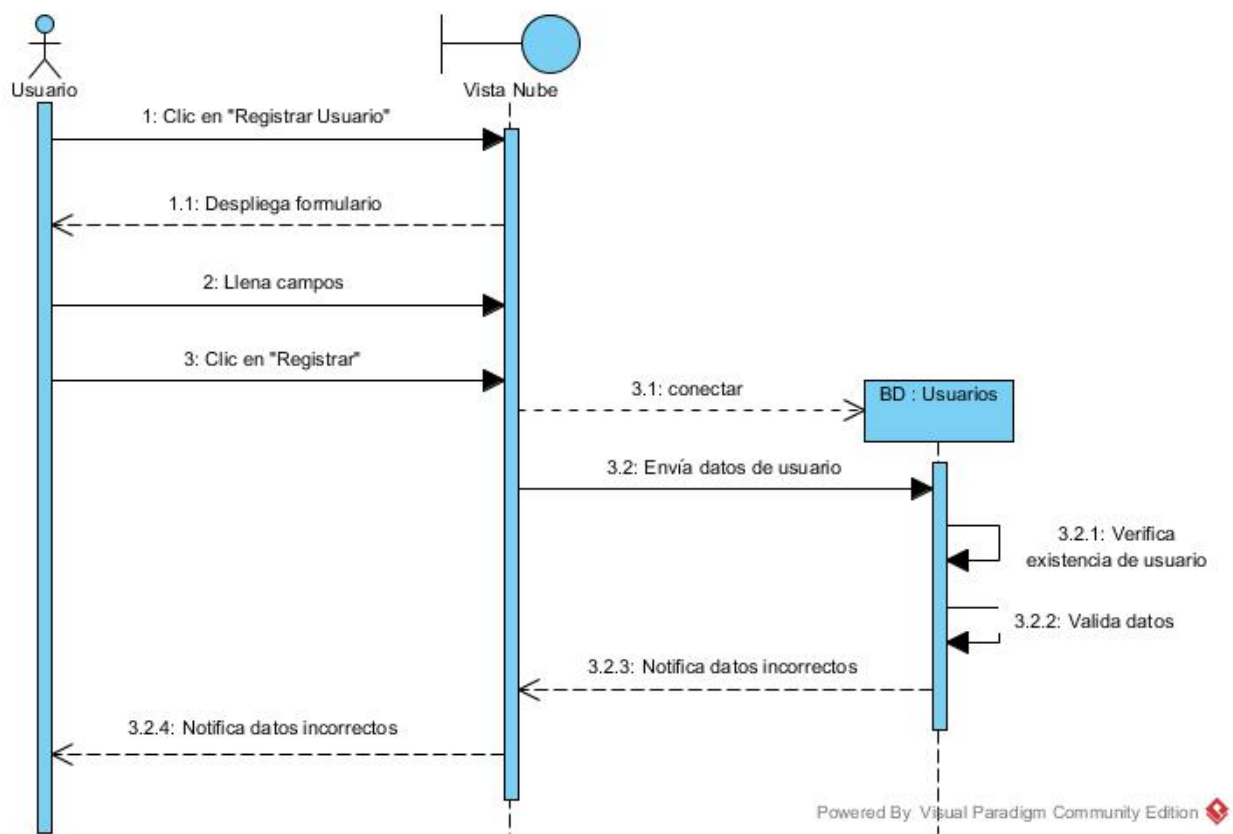 Usuario
Vista Nube
1: Clic en "Registrar Usuario"
1.1: Despliega formulario
2: Llena campos
3: Clic en "Registrar"
3.1: conectar
BD : Usuarios
3.2: Envía datos de usuario
3.2.1: Verifica
existencia de usuario
3.2.2: Valida datos
3.2.3: Notifica datos incorrectos
3.2.4: Notifica datos incorrectos
Powered By Visual Paradigm Community Edition